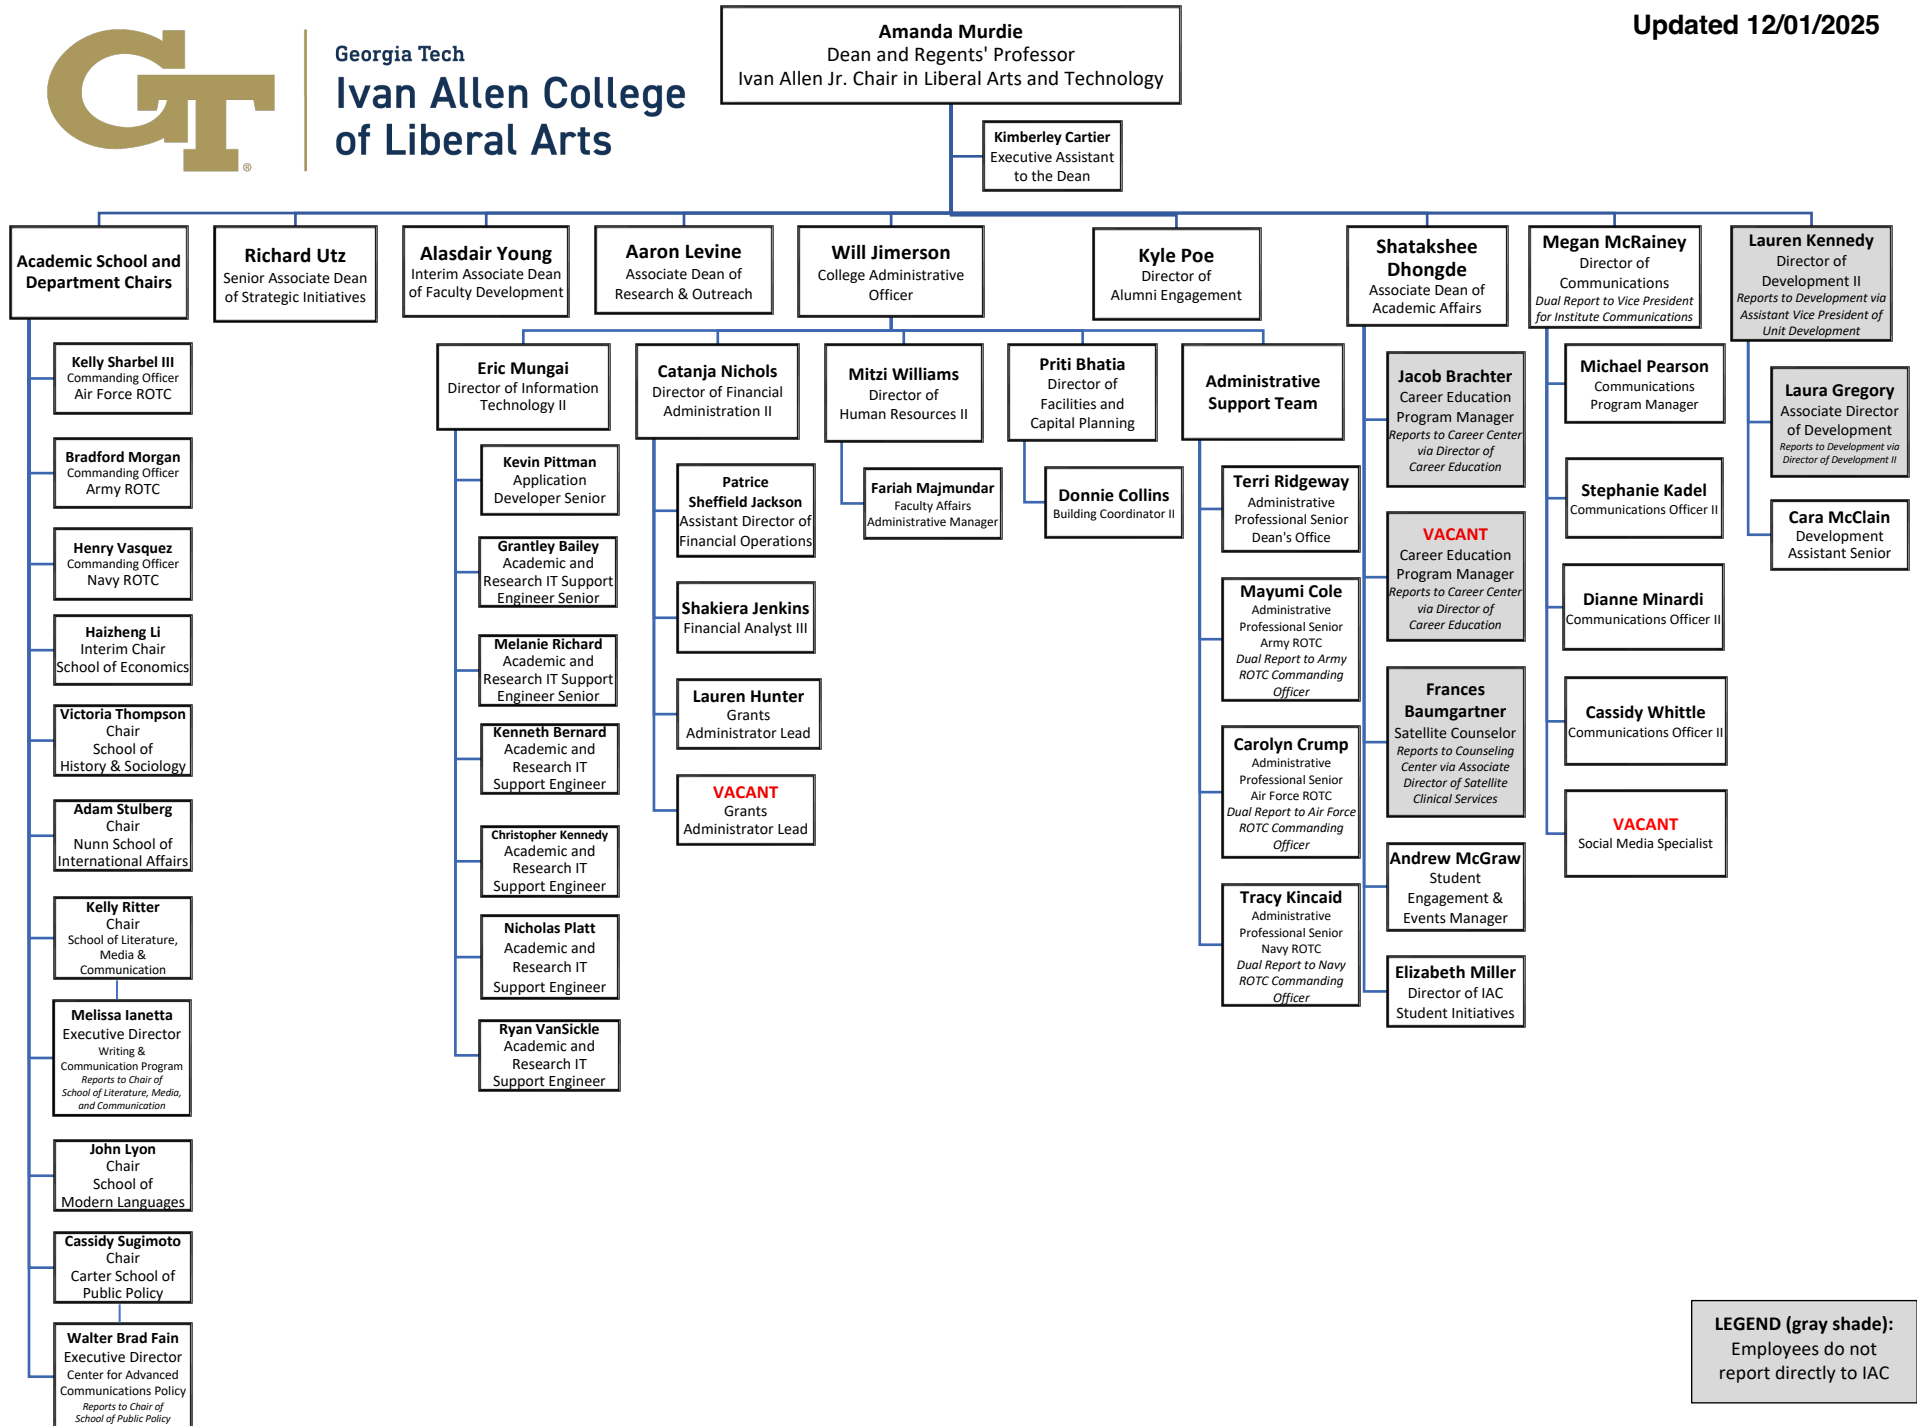 Updated 12/01/2025
GT
®
Georgia Tech
Ivan Allen College
of Liberal Arts
Amanda Murdie
Dean and Regents' Professor
Ivan Allen Jr. Chair in Liberal Arts and Technology
Kimberley Cartier
Executive Assistant
to the Dean
Academic School and
Department Chairs
Richard Utz
Senior Associate Dean
of Strategic Initiatives
Alasdair Young
Interim Associate Dean
of Faculty Development
Aaron Levine
Associate Dean of
Research & Outreach
Will Jimerson
College Administrative
Officer
Kyle Poe
Director of
Alumni Engagement
Shatakshee
Dhongde
Associate Dean of
Academic Affairs
Megan McRainey
Director of
Communications
Dual Report to Vice President
for Institute Communications
Lauren Kennedy
Director of
Development II
Reports to Development via
Assistant Vice President of
Unit Development
Kelly Sharbel III
Commanding Officer
Air Force ROTC
Bradford Morgan
Commanding Officer
Army ROTC
Henry Vasquez
Commanding Officer
Navy ROTC
Haizheng Li
Interim Chair
School of Economics
Victoria Thompson
Chair
School of
History & Sociology
Adam Stulberg
Chair
Nunn School of
International Affairs
Kelly Ritter
Chair
School of Literature,
Media &
Communication
Melissa Ianetta
Executive Director
Writing &
Communication Program
Reports to Chair of
School of Literature, Media,
and Communication
John Lyon
Chair
School of
Modern Languages
Cassidy Sugimoto
Chair
Carter School of
Public Policy
Walter Brad Fain
Executive Director
Center for Advanced
Communications Policy
Reports to Chair of
School of Public Policy
Eric Mungai
Director of Information
Technology II
Kevin Pittman
Application
Developer Senior
Grantley Bailey
Academic and
Research IT Support
Engineer Senior
Melanie Richard
Academic and
Research IT Support
Engineer Senior
Kenneth Bernard
Academic and
Research IT
Support Engineer
Christopher Kennedy
Academic and
Research IT
Support Engineer
Nicholas Platt
Academic and
Research IT
Support Engineer
Ryan VanSickle
Academic and
Research IT
Support Engineer
Catanja Nichols
Director of Financial
Administration II
Patrice
Sheffield Jackson
Assistant Director of
Financial Operations
Shakiera Jenkins
Financial Analyst III
Lauren Hunter
Grants
Administrator Lead
VACANT
Grants
Administrator Lead
Mitzi Williams
Director of
Human Resources II
Fariah Majmundar
Faculty Affairs
Administrative Manager
Priti Bhatia
Director of
Facilities and
Capital Planning
Donnie Collins
Building Coordinator II
Administrative
Support Team
Terri Ridgeway
Administrative
Professional Senior
Dean's Office
Mayumi Cole
Administrative
Professional Senior
Army ROTC
Dual Report to Army
ROTC Commanding
Officer
Carolyn Crump
Administrative
Professional Senior
Air Force ROTC
Dual Report to Air Force
ROTC Commanding
Officer
Tracy Kincaid
Administrative
Professional Senior
Navy ROTC
Dual Report to Navy
ROTC Commanding
Officer
Jacob Brachter
Career Education
Program Manager
Reports to Career Center
via Director of
Career Education
VACANT
Career Education
Program Manager
Reports to Career Center
via Director of
Career Education
Frances
Baumgartner
Satellite Counselor
Reports to Counseling
Center via Associate
Director of Satellite
Clinical Services
Andrew McGraw
Student
Engagement &
Events Manager
Elizabeth Miller
Director of IAC
Student Initiatives
Michael Pearson
Communications
Program Manager
Stephanie Kadel
Communications Officer II
Dianne Minardi
Communications Officer II
Cassidy Whittle
Communications Officer II
VACANT
Social Media Specialist
Laura Gregory
Associate Director
of Development
Reports to Development via
Director of Development II
Cara McClain
Development
Assistant Senior
LEGEND (gray shade):
Employees do not
report directly to IAC